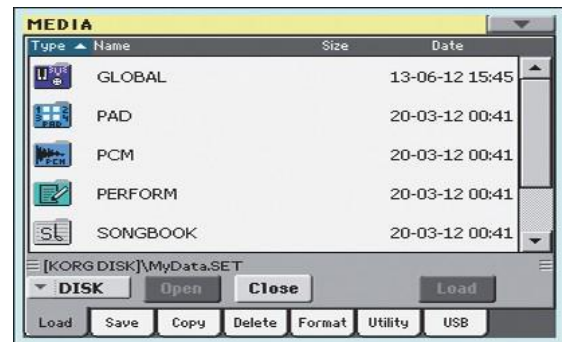 MEDIA
Type Name Size Date
GLOBAL 13-06-12 15:45
PAD 20-03-12 00:41
PCM 20-03-12 00:41
PERFORM 20-03-12 00:41
SONGBOOK 20-03-12 00:41
[KORG DISK]\MyData.SET
DISK Open Close Load
Load Save Copy Delete Format Utility USB